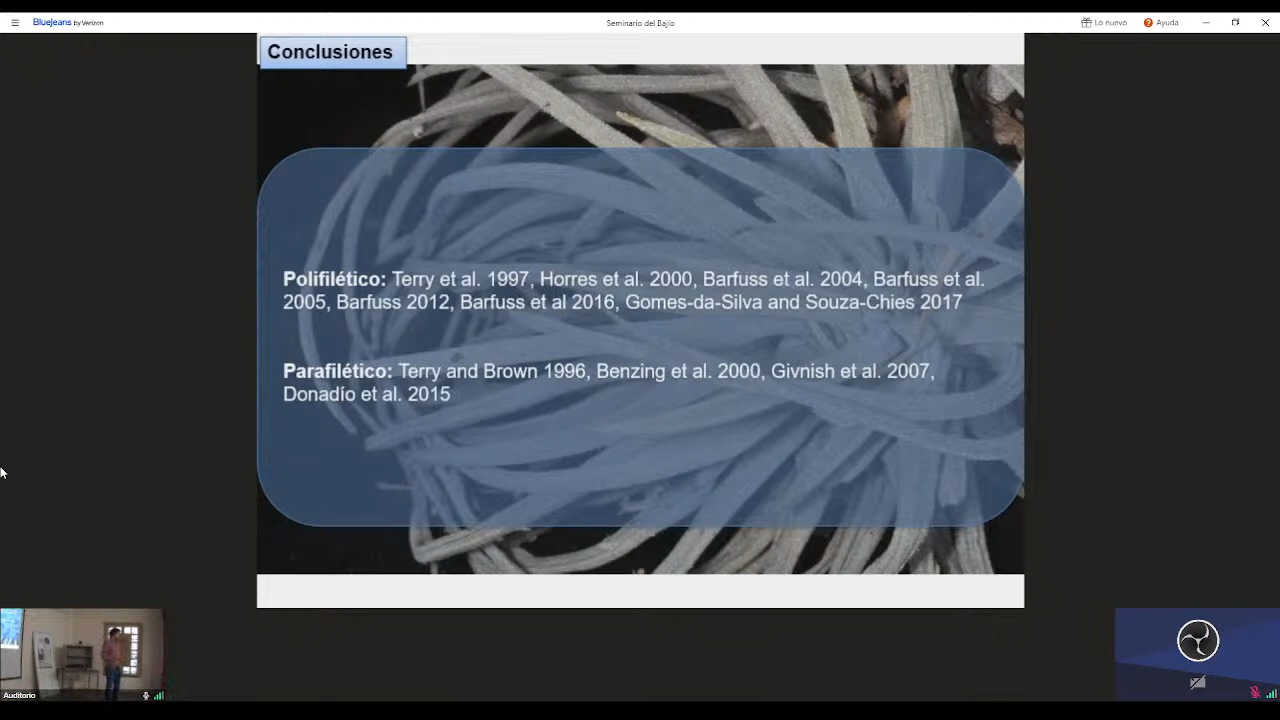 Bluejeans by Verizon
Seminario del Bajío
Lo nuevo
Ayuda
Conclusiones
Polifilético: Terry et al. 1997, Horres et al. 2000, Barfuss et al. 2004, Barfuss et al.
2005, Barfuss 2012, Barfuss et al 2016, Gomes-da-Silva and Souza-Chies 2017
Parafilético: Terry and Brown 1996, Benzing et al. 2000, Givnish et al. 2007,
Donadío et al. 2015
Auditorio